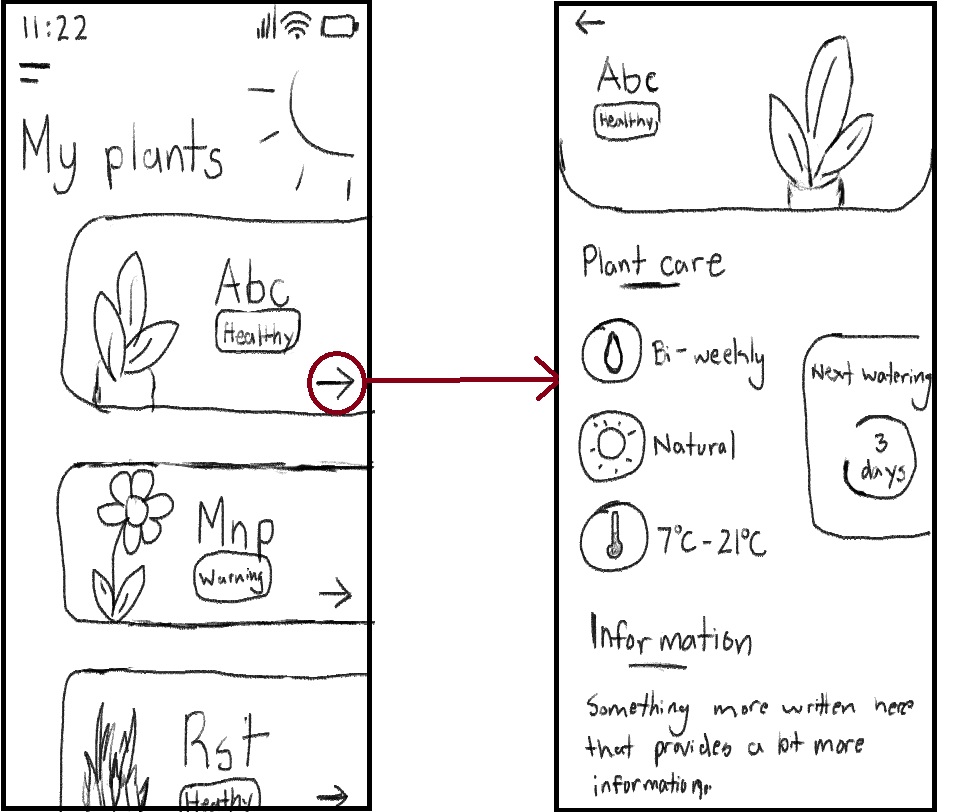 11:22
My plants
Abc
Healthy
Mnp
Warning
Rst
Healthy
Abc
Healthy
Plant care
Bi-weekly
Natural
7°C-21°C
Next watering
3
days
Information
Something more written here
that provides a bit more
information.